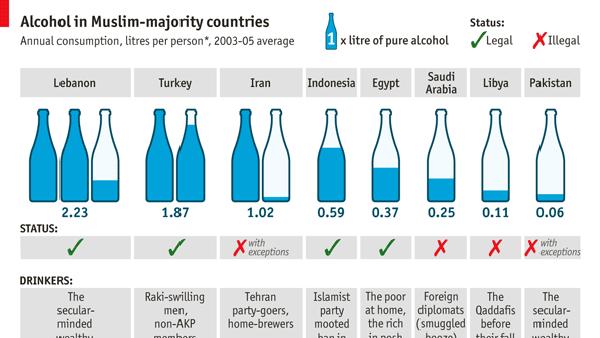 Alcohol in Muslim-majority countries
Annual consumption, litres per person*, 2003-05 average
1 x litre of pure alcohol
Status:
Legal Illegal
Lebanon Turkey Iran Indonesia Egypt Saudi Arabia Libya Pakistan
2.23 1.87 1.02 0.59 0.37 0.25 0.11 0.06
STATUS:
with exceptions
with exceptions
DRINKERS:
The
secular-
minded
wealthy
Raki-swilling
men,
non-AKP
members
Tehran
party-goers,
home-brewers
Islamist
party
mooted
ban in
The poor
at home,
the rich
in posh
Foreign
diplomats
(smuggled
booze)
The
Qaddafis
before
their fall
The
secular-
minded
wealthy